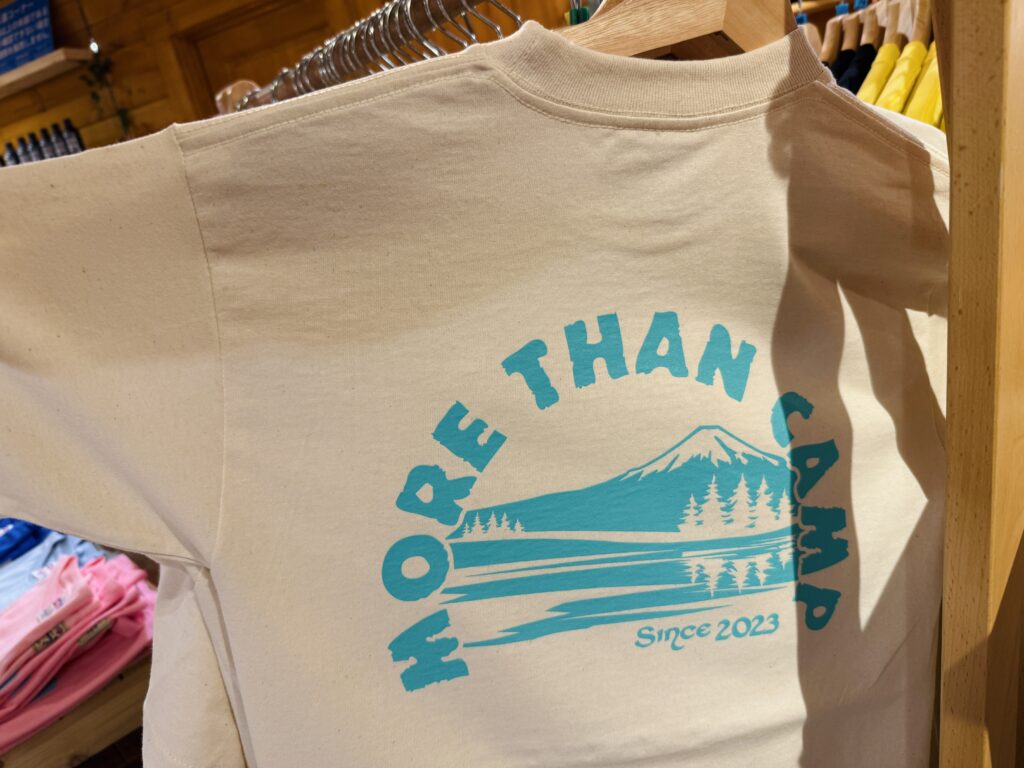 MORE THAN CAMP
Since 2023